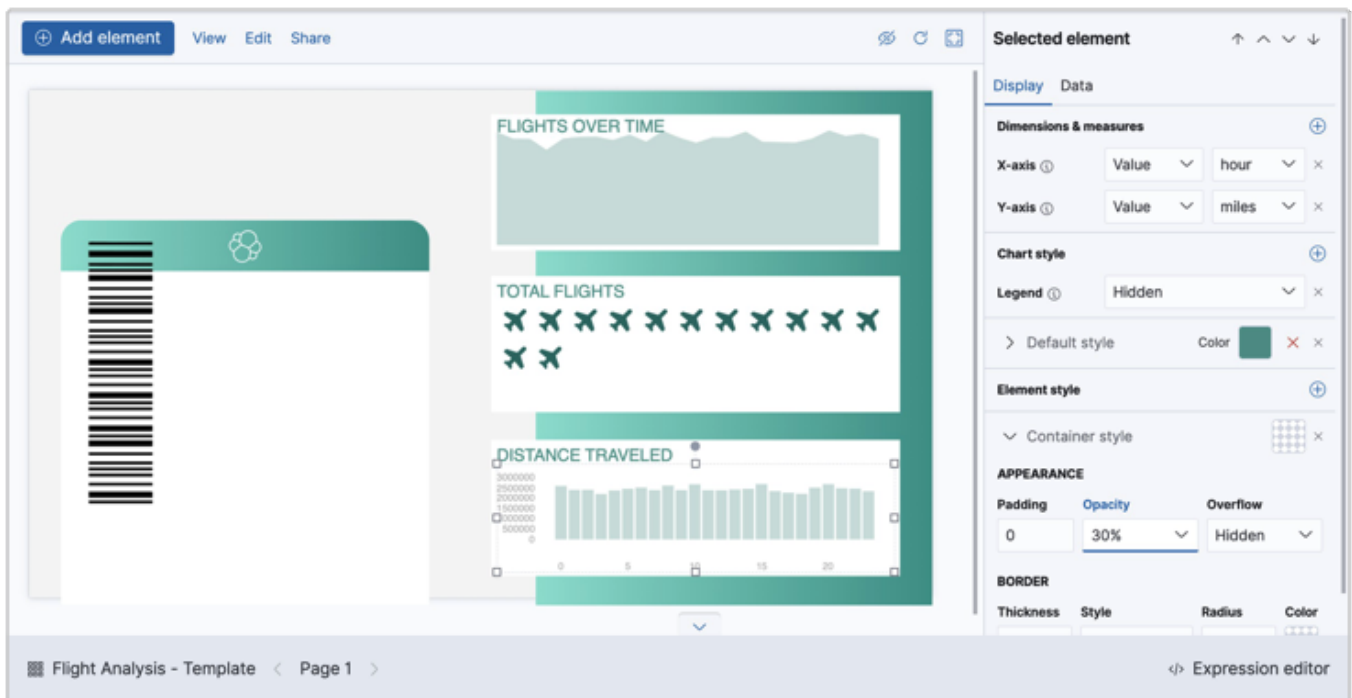 Add element View Edit Share
Selected element
Display Data
Dimensions & measures
X-axis Value hour
Y-axis Value miles
Chart style
Legend Hidden
Default style Color
Element style
Container style
APPEARANCE
Padding Opacity Overflow
0 30% Hidden
BORDER
Thickness Style Radius Color
FLIGHTS OVER TIME
TOTAL FLIGHTS
DISTANCE TRAVELED
3000000
2500000
2000000
1500000
500000
0
0 5 10 15 20
Flight Analysis - Template Page 1
</> Expression editor